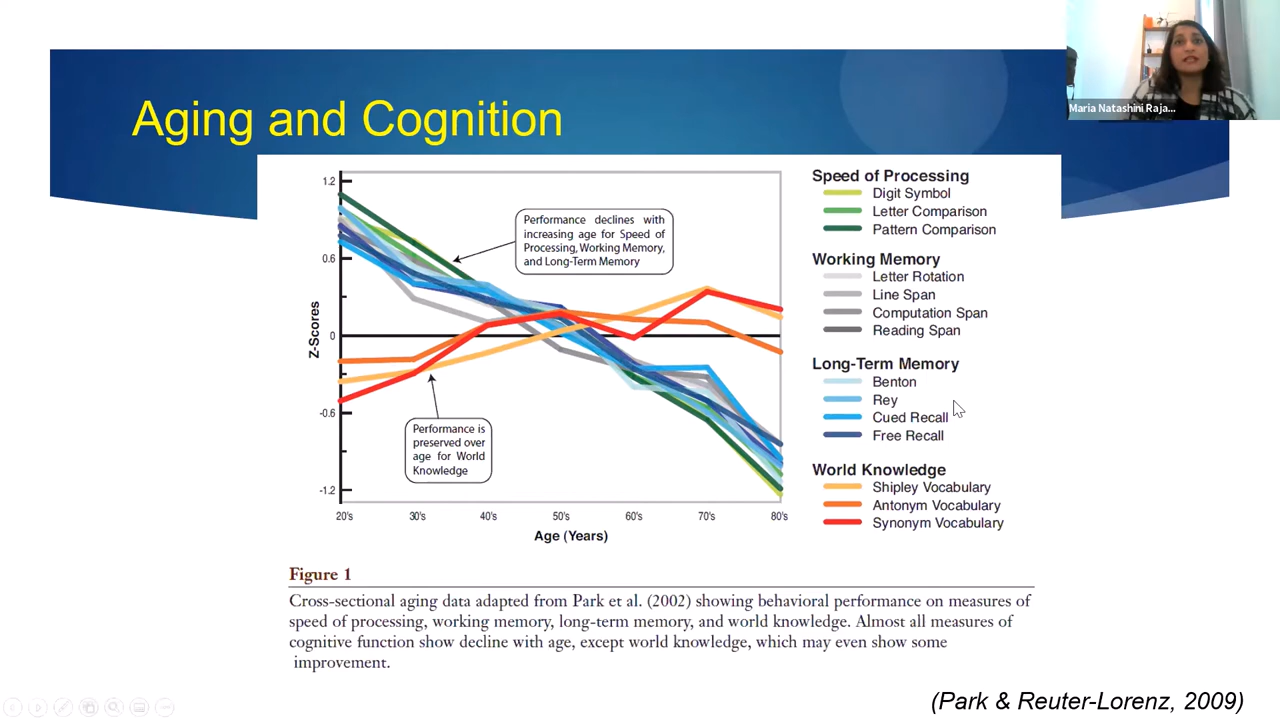 Maria Natashini Raja...
Aging and Cognition
1.2
0.6
0
-0.6
-1.2
Z-Scores
Performance declines with
increasing age for Speed of
Processing, Working Memory,
and Long-Term Memory
Performance is
preserved over
age for World
Knowledge
20's 30's 40's 50's 60's 70's 80's
Age (Years)
Speed of Processing
Digit Symbol
Letter Comparison
Pattern Comparison
Working Memory
Letter Rotation
Line Span
Computation Span
Reading Span
Long-Term Memory
Benton
Rey
Cued Recall
Free Recall
World Knowledge
Shipley Vocabulary
Antonym Vocabulary
Synonym Vocabulary
Figure 1
Cross-sectional aging data adapted from Park et al. (2002) showing behavioral performance on measures of
speed of processing, working memory, long-term memory, and world knowledge. Almost all measures of
cognitive function show decline with age, except world knowledge, which may even show some
improvement.
(Park & Reuter-Lorenz, 2009)